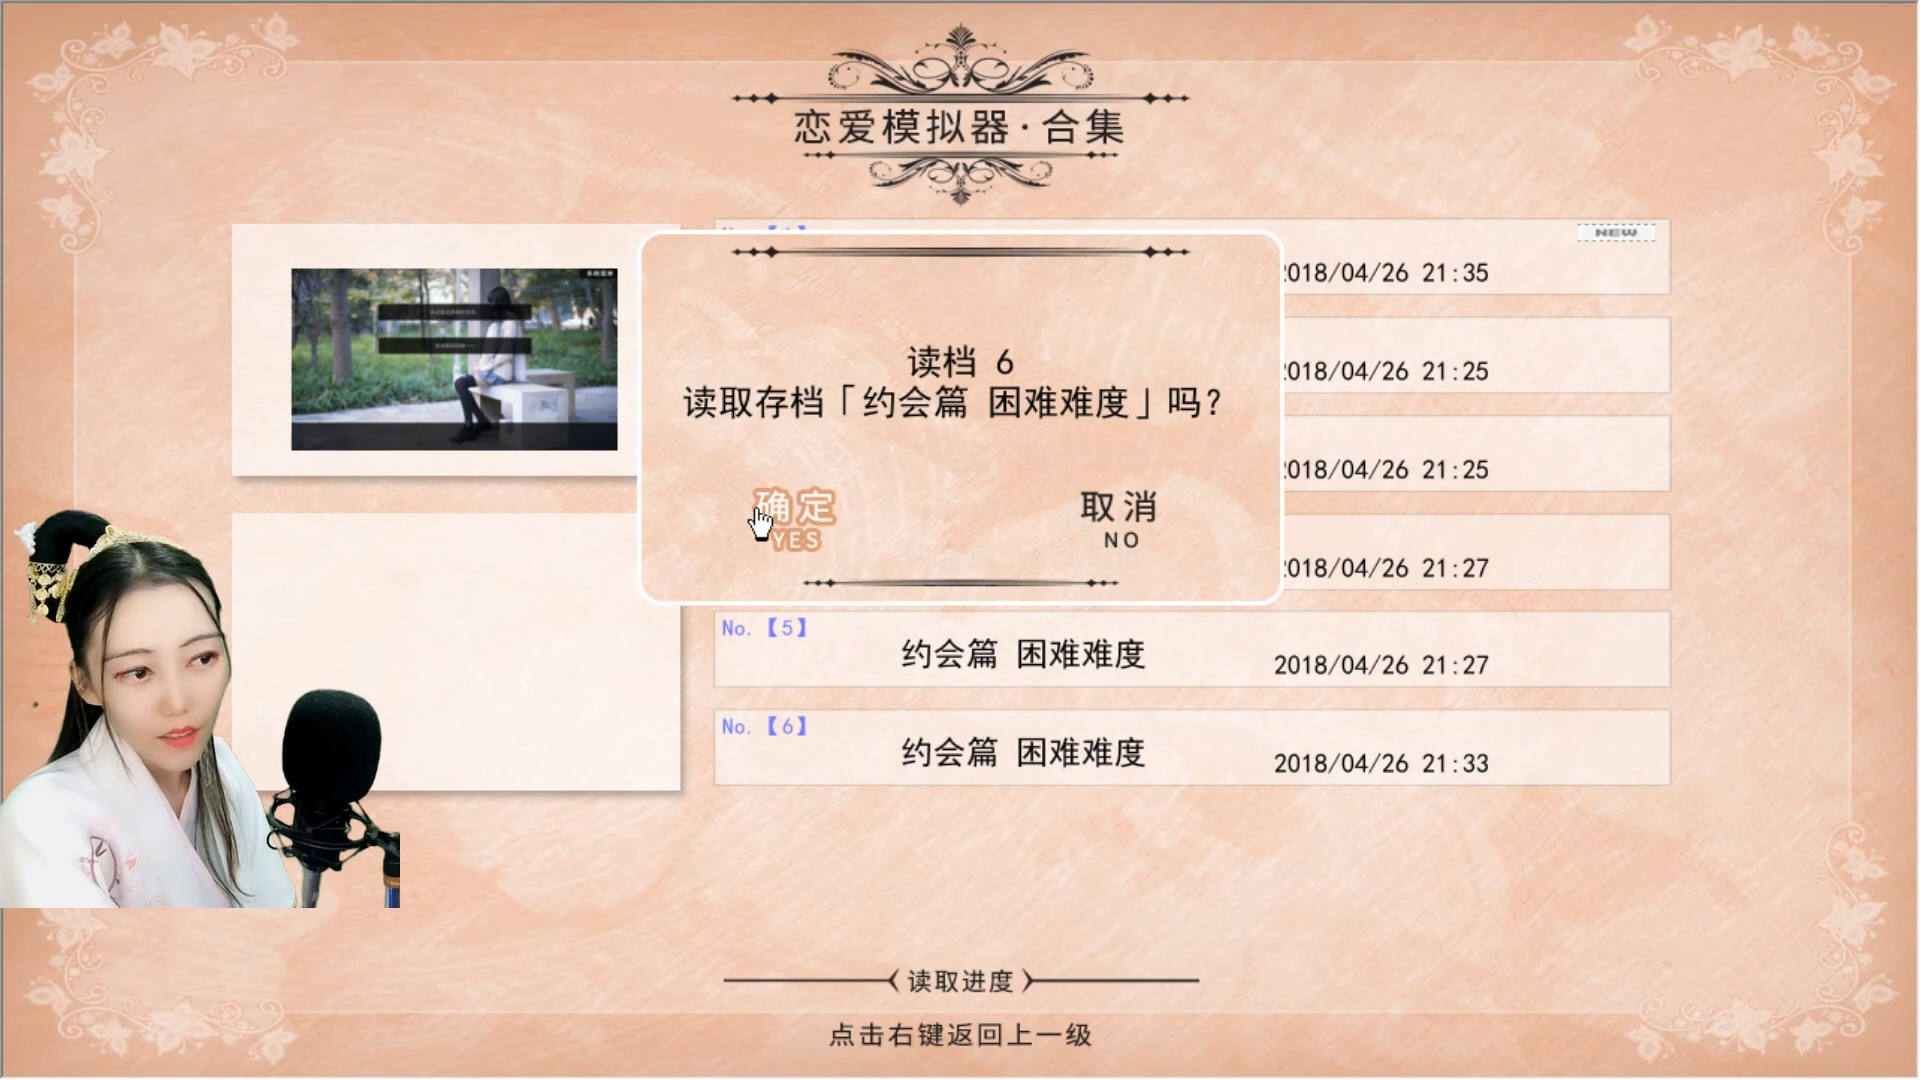 恋爱模拟器·合集
NEW
2018/04/26 21:35
2018/04/26 21:25
2018/04/26 21:25
2018/04/26 21:27
读档 6
读取存档「约会篇 困难难度」吗?
确定
YES
取消
NO
No.【5】
约会篇 困难难度
2018/04/26 21:27
No.【6】
约会篇 困难难度
2018/04/26 21:33
读取进度
点击右键返回上一级